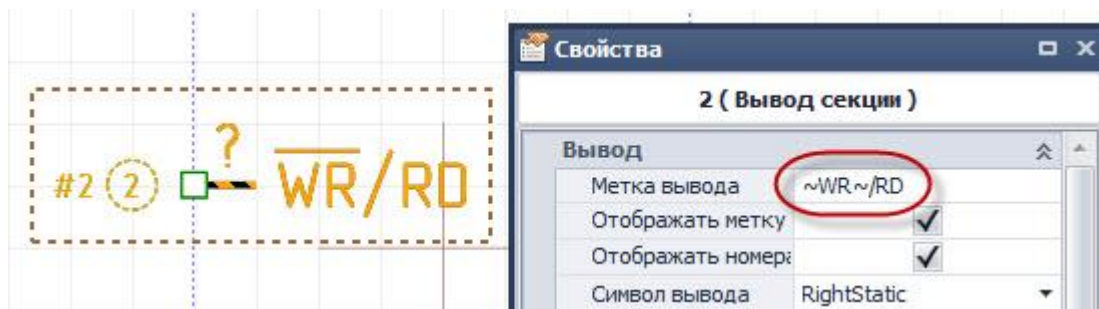 ?
#2 2 WR/RD
Свойства
2 ( Вывод секции )
Вывод
Метка вывода ~WR~/RD
Отображать метку
Отображать номера
Символ вывода RightStatic